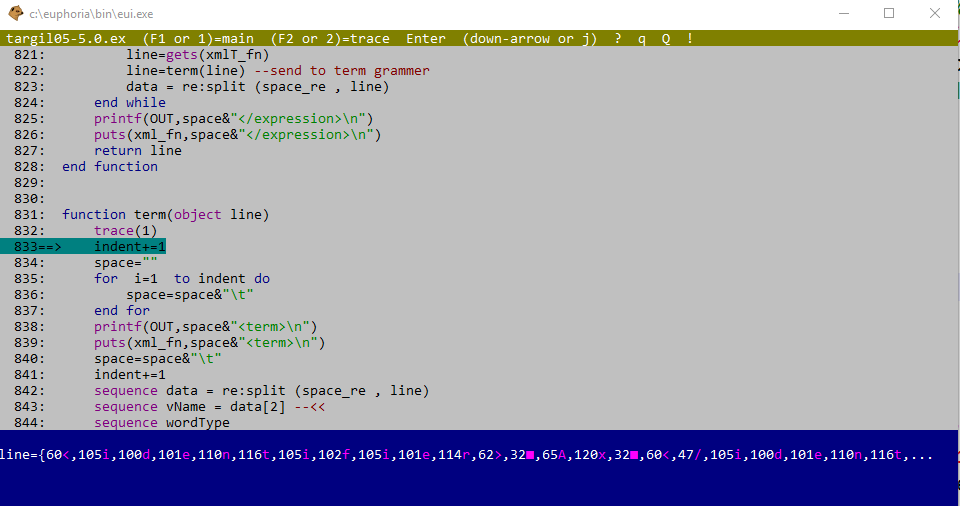 c:\euphoria\bin\eui.exe
targil05-5.0.ex  (F1 or 1)=main  (F2 or 2)=trace  Enter  (down-arrow or j)  ?  q  Q  !
821:          line=gets(xmlT_fn)
822:          line=term(line) --send to term grammer
823:          data = re:split (space_re , line)
824:      end while
825:      printf(OUT,space&"</expression>\n")
826:      puts(xml_fn,space&"</expression>\n")
827:      return line
828:  end function
829:
830:
831:  function term(object line)
832:      trace(1)
833==>    indent+=1
834:      space=""
835:      for  i=1  to indent do
836:          space=space&"\t"
837:      end for
838:      printf(OUT,space&"<term>\n")
839:      puts(xml_fn,space&"<term>\n")
840:      space=space&"\t"
841:      indent+=1
842:      sequence data = re:split (space_re , line)
843:      sequence vName = data[2] --<<
844:      sequence wordType
line={60<,105i,100d,101e,110n,116t,105i,102f,105i,101e,114r,62>,32■,65A,120x,32■,60<,47/,105i,100d,101e,110n,116t,...